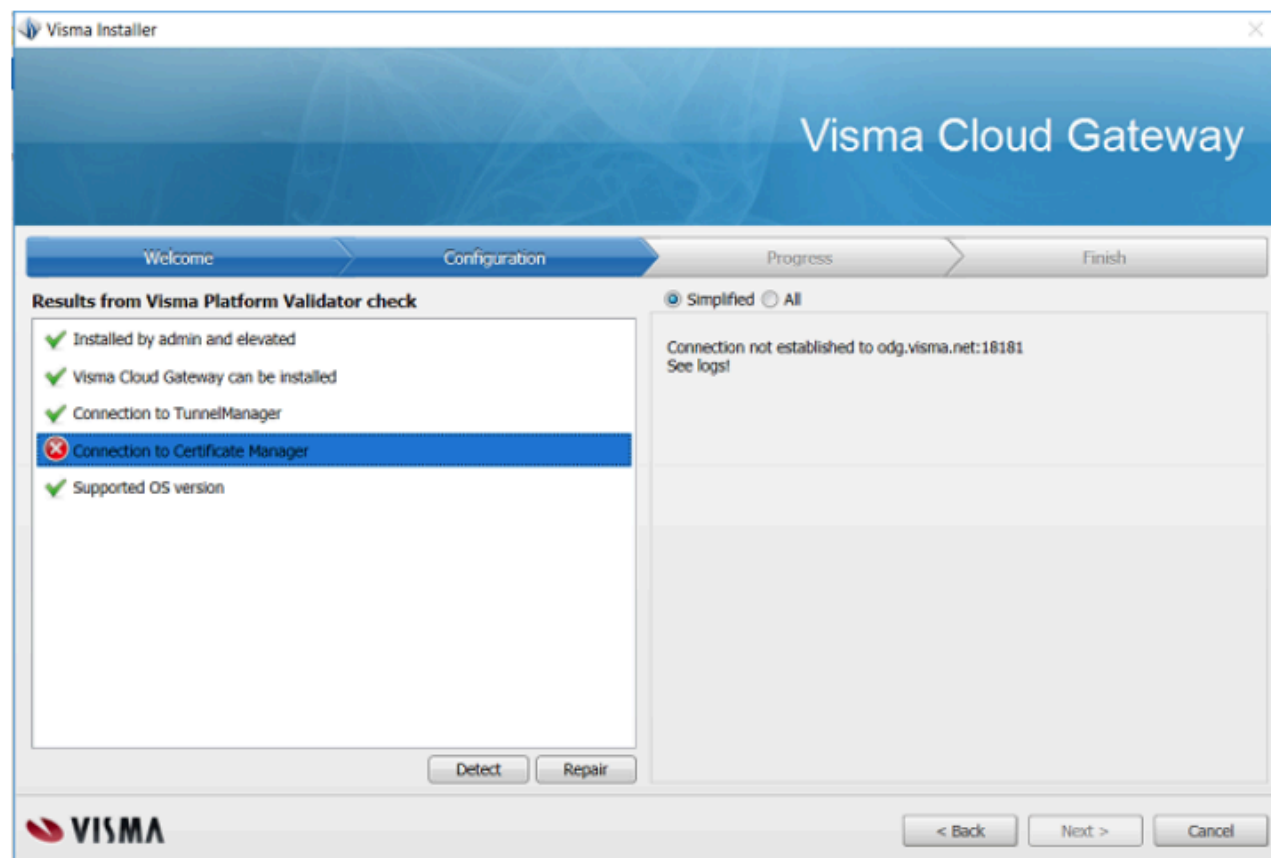 Visma Installer
Visma Cloud Gateway
Welcome
Configuration
Progress
Finish
Results from Visma Platform Validator check
Installed by admin and elevated
Visma Cloud Gateway can be installed
Connection to TunnelManager
Connection to Certificate Manager
Supported OS version
Detect
Repair
Simplified
All
Connection not established to odg.visma.net:18181
See logs!
VISMA
< Back
Next >
Cancel